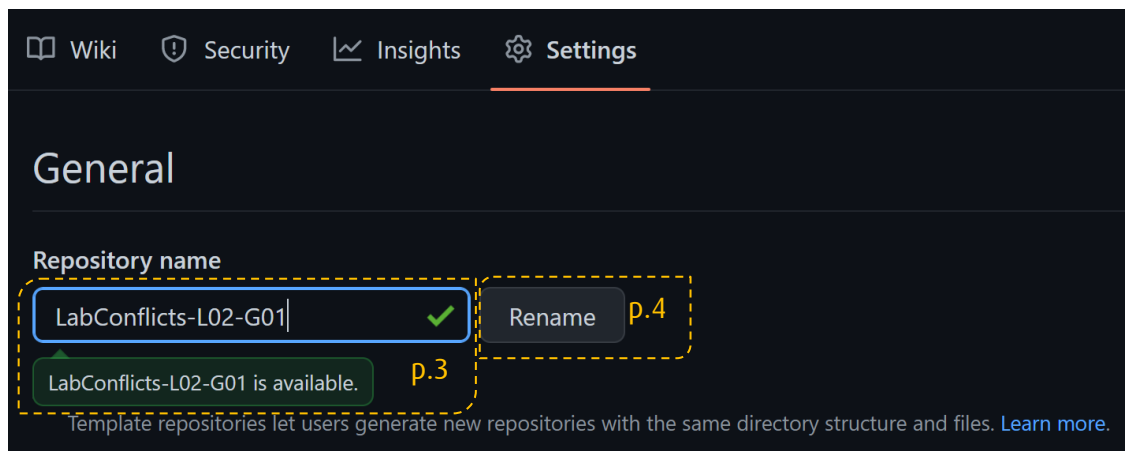 Wiki Security Insights Settings
General
Repository name
LabConflicts-L02-G01
Rename
p.4
LabConflicts-L02-G01 is available.
p.3
Template repositories let users generate new repositories with the same directory structure and files. Learn more.